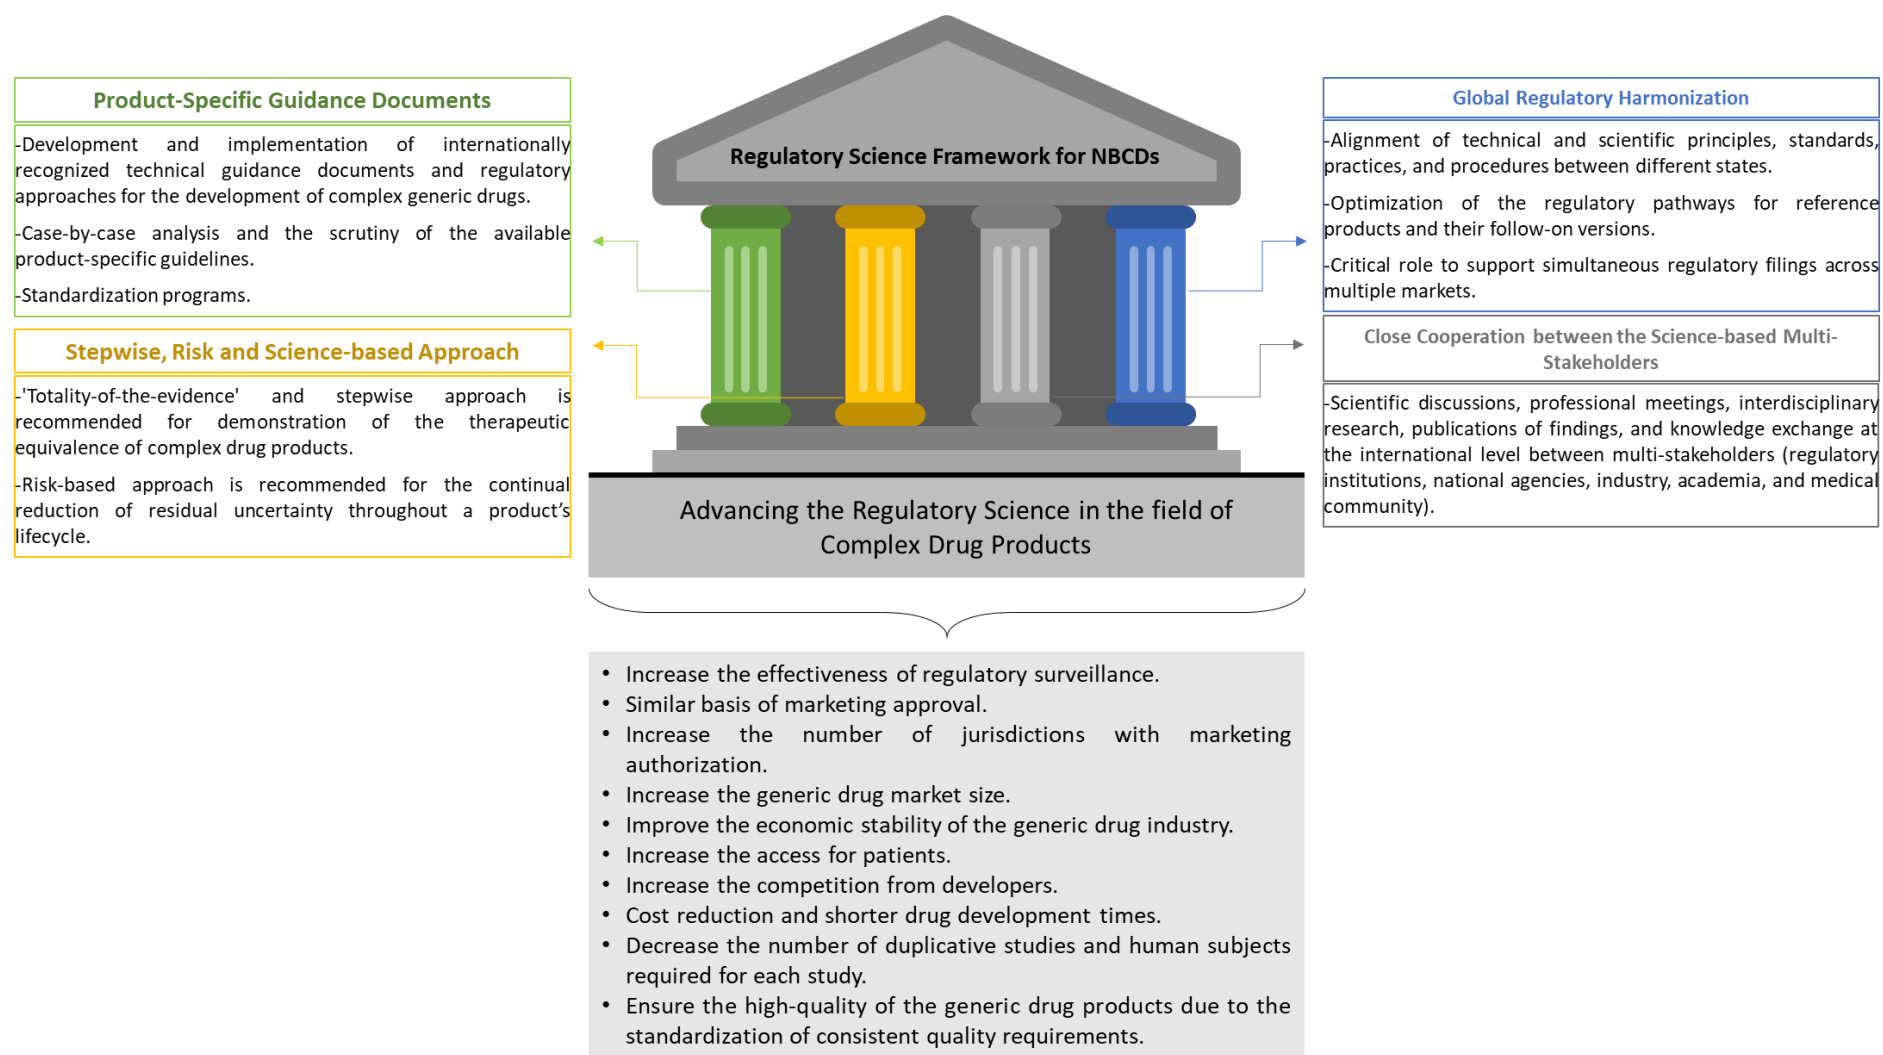 Product-Specific Guidance Documents
-Development and implementation of internationally
recognized technical guidance documents and regulatory
approaches for the development of complex generic drugs.
-Case-by-case analysis and the scrutiny of the available
product-specific guidelines.
-Standardization programs.
Stepwise, Risk and Science-based Approach
-'Totality-of-the-evidence' and stepwise approach is
recommended for demonstration of the therapeutic
equivalence of complex drug products.
-Risk-based approach is recommended for the continual
reduction of residual uncertainty throughout a product’s
lifecycle.
Regulatory Science Framework for NBCDs
Global Regulatory Harmonization
-Alignment of technical and scientific principles, standards,
practices, and procedures between different states.
-Optimization of the regulatory pathways for reference
products and their follow-on versions.
-Critical role to support simultaneous regulatory filings across
multiple markets.
Close Cooperation between the Science-based Multi-
Stakeholders
-Scientific discussions, professional meetings, interdisciplinary
research, publications of findings, and knowledge exchange at
the international level between multi-stakeholders (regulatory
institutions, national agencies, industry, academia, and medical
community).
Advancing the Regulatory Science in the field of
Complex Drug Products
• Increase the effectiveness of regulatory surveillance.
• Similar basis of marketing approval.
• Increase the number of jurisdictions with marketing
authorization.
• Increase the generic drug market size.
• Improve the economic stability of the generic drug industry.
• Increase the access for patients.
• Increase the competition from developers.
• Cost reduction and shorter drug development times.
• Decrease the number of duplicative studies and human subjects
required for each study.
• Ensure the high-quality of the generic drug products due to the
standardization of consistent quality requirements.